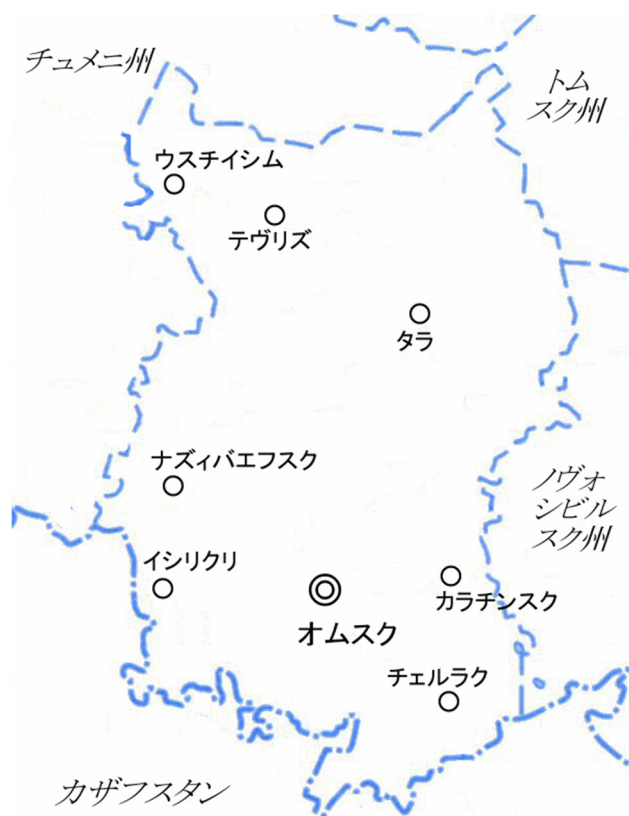 チュメニ州
トム
スク州
ウスチイシム
テヴリズ
タラ
ナズィバエフスク
ノヴォ
シビル
スク州
イシリクリ
カラチンスク
オムスク
チェルラク
カザフスタン